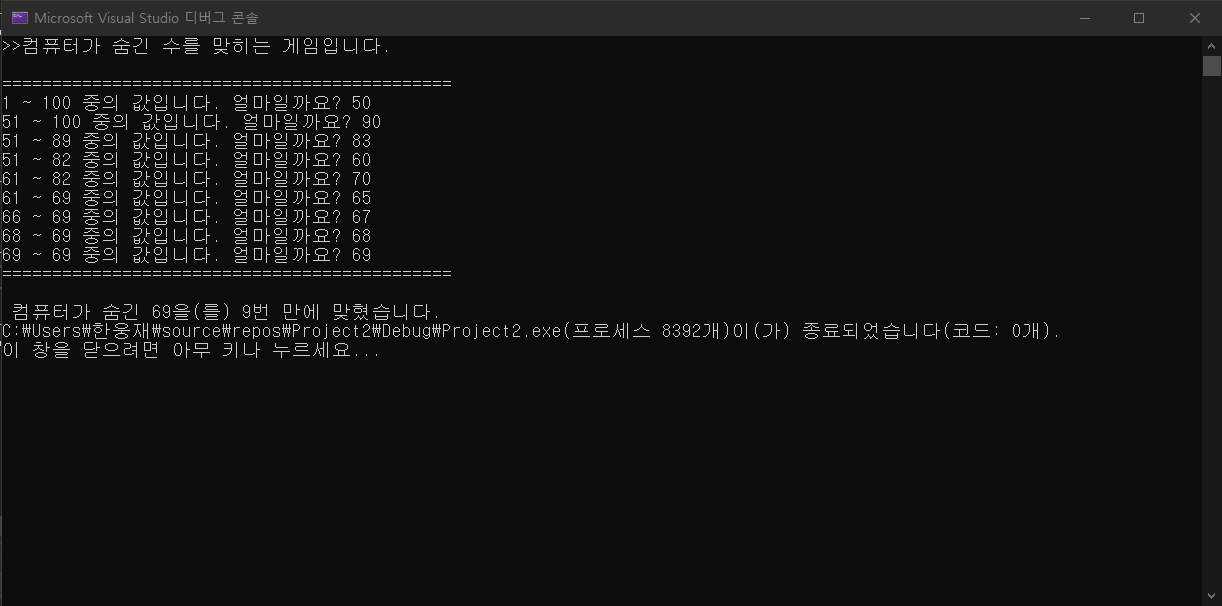 Microsoft Visual Studio 디버그 콘솔
>>컴퓨터가 숨긴 수를 맞히는 게임입니다.
=============================================
1 ~ 100 중의 값입니다. 얼마일까요? 50
51 ~ 100 중의 값입니다. 얼마일까요? 90
51 ~ 89 중의 값입니다. 얼마일까요? 83
51 ~ 82 중의 값입니다. 얼마일까요? 60
61 ~ 82 중의 값입니다. 얼마일까요? 70
61 ~ 69 중의 값입니다. 얼마일까요? 65
66 ~ 69 중의 값입니다. 얼마일까요? 67
68 ~ 69 중의 값입니다. 얼마일까요? 68
69 ~ 69 중의 값입니다. 얼마일까요? 69
=============================================
컴퓨터가 숨긴 69을(를) 9번 만에 맞혔습니다.
C:₩Users₩한웅재₩source₩repos₩Project2₩Debug₩Project2.exe(프로세스 8392개)이(가) 종료되었습니다(코드: 0개).
이 창을 닫으려면 아무 키나 누르세요...